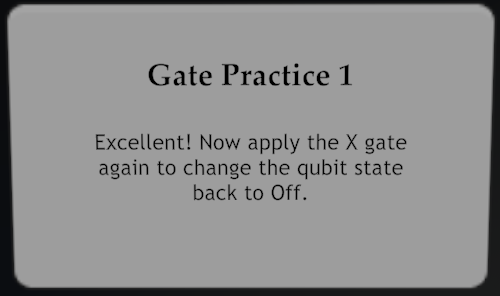 Gate Practice 1
Excellent! Now apply the X gate
again to change the qubit state
back to Off.